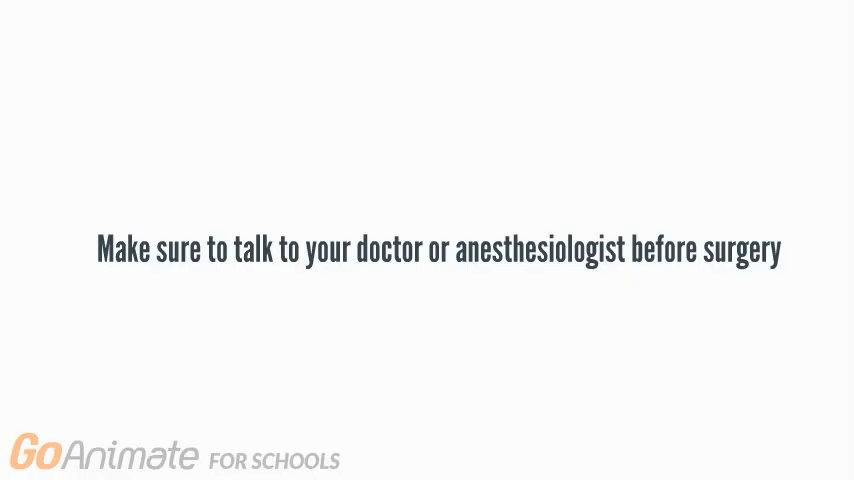 Make sure to talk to your doctor or anesthesiologist before surgery
GoAnimate FOR SCHOOLS